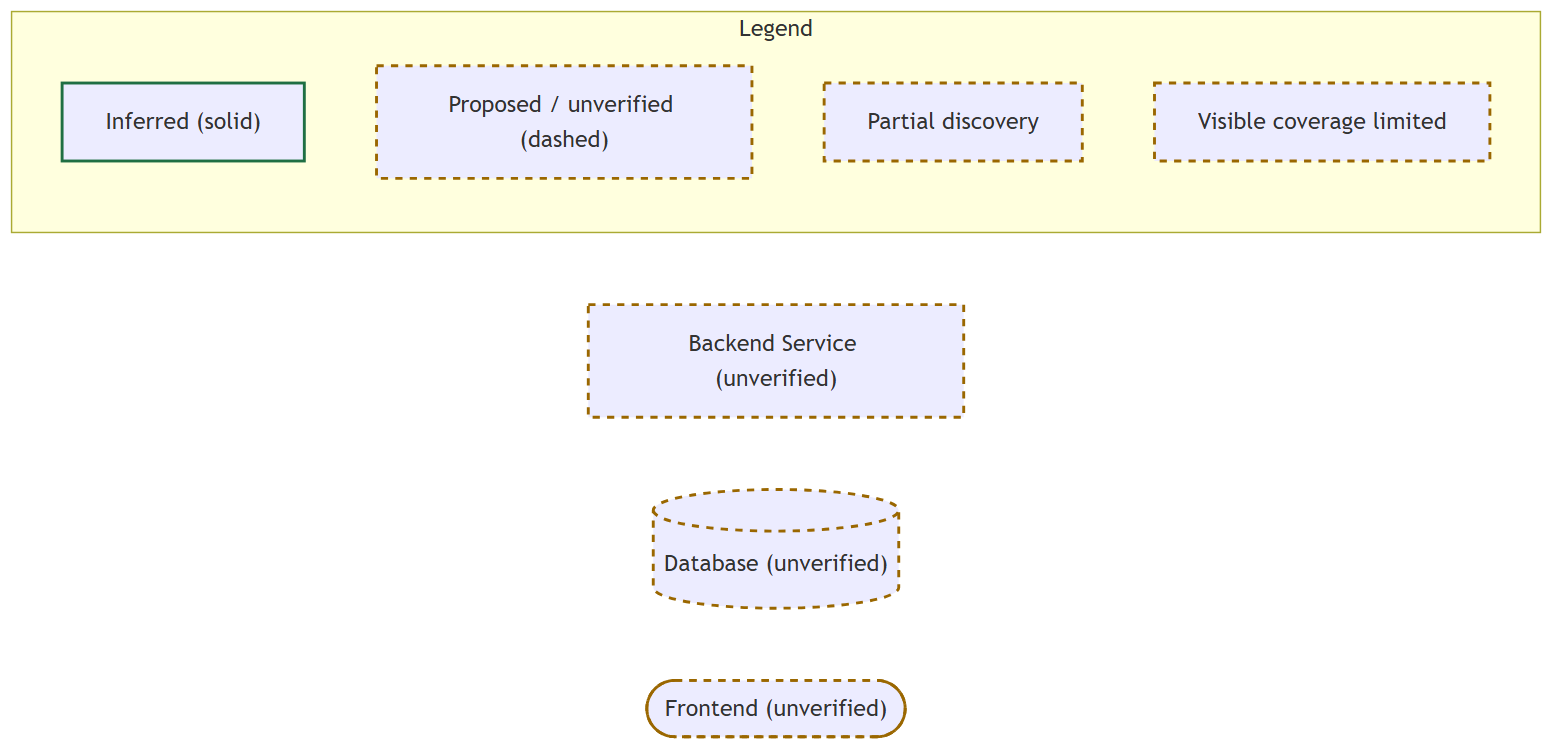 Legend
Inferred (solid)
Proposed / unverified
(dashed)
Partial discovery
Visible coverage limited
Backend Service
(unverified)
Database (unverified)
Frontend (unverified)